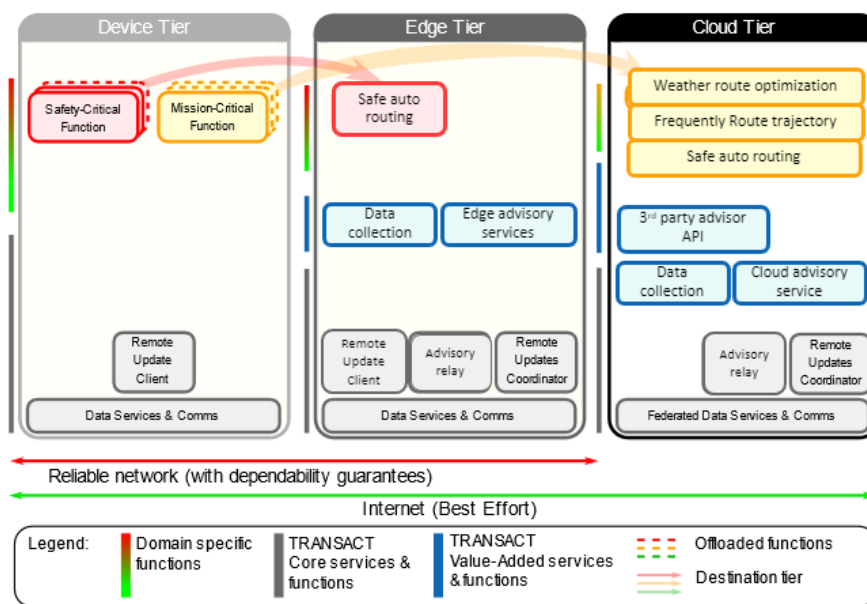 Device Tier
Edge Tier
Cloud Tier
Safety-Critical
Function
Mission-Critical
Function
Safe auto
routing
Weather route optimization
Frequently Route trajectory
Safe auto routing
Data
collection
Edge advisory
services
3rd party advisor
API
Data
collection
Cloud advisory
service
Remote
Update
Client
Remote
Update
Client
Advisory
relay
Remote
Updates
Coordinator
Advisory
relay
Remote
Updates
Coordinator
Data Services & Comms
Data Services & Comms
Federated Data Services & Comms
Reliable network (with dependability guarantees)
Internet (Best Effort)
Legend:
Domain specific
functions
TRANSACT
Core services &
functions
TRANSACT
Value-Added services
& functions
Offloaded functions
Destination tier